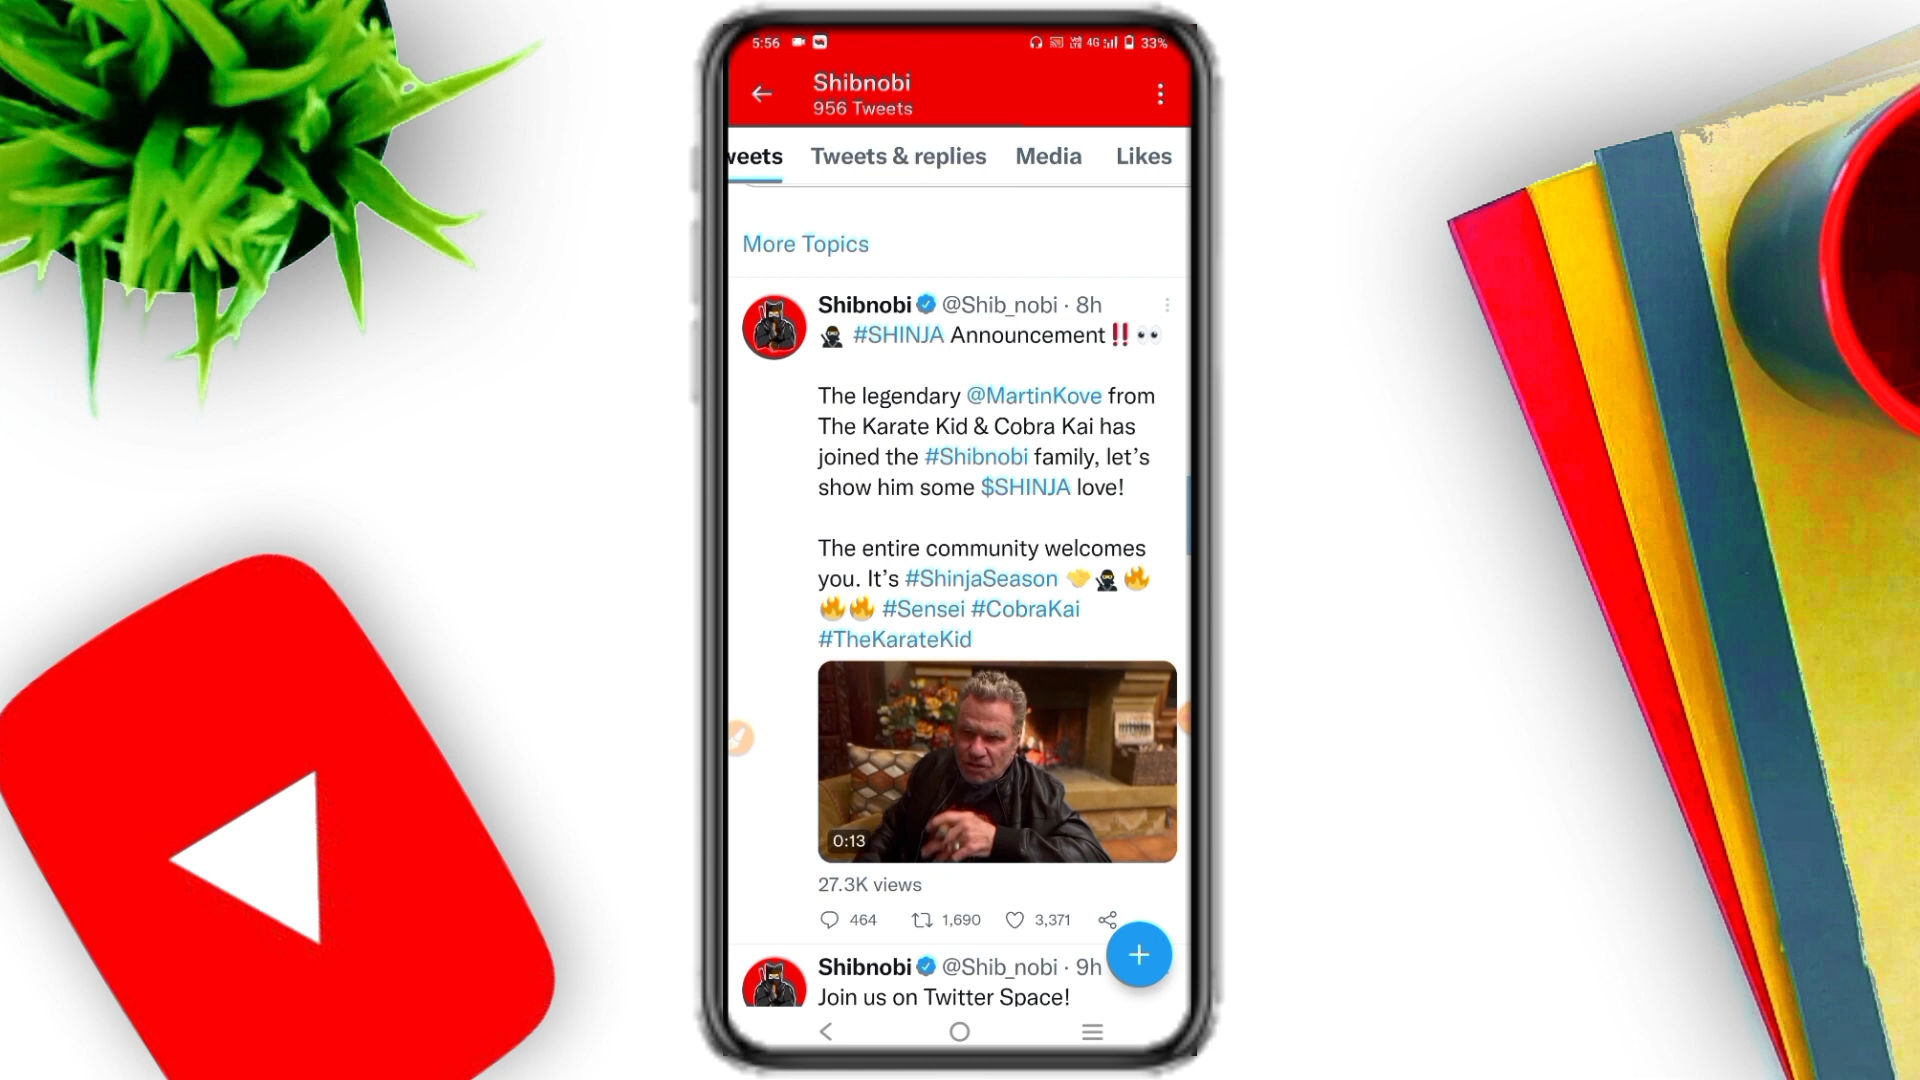 5:56 4G 33%
Shibnobi
956 Tweets
weets Tweets & replies Media Likes
More Topics
Shibnobi @Shib_nobi · 8h
🥷 #SHINJA Announcement‼️👀
The legendary @MartinKove from
The Karate Kid & Cobra Kai has
joined the #Shibnobi family, let’s
show him some $SHINJA love!
The entire community welcomes
you. It’s #ShinjaSeason 🤝🥷🔥
🔥🔥 #Sensei #CobraKai
#TheKarateKid
0:13
27.3K views
464 1,690 3,371
Shibnobi @Shib_nobi · 9h
Join us on Twitter Space!